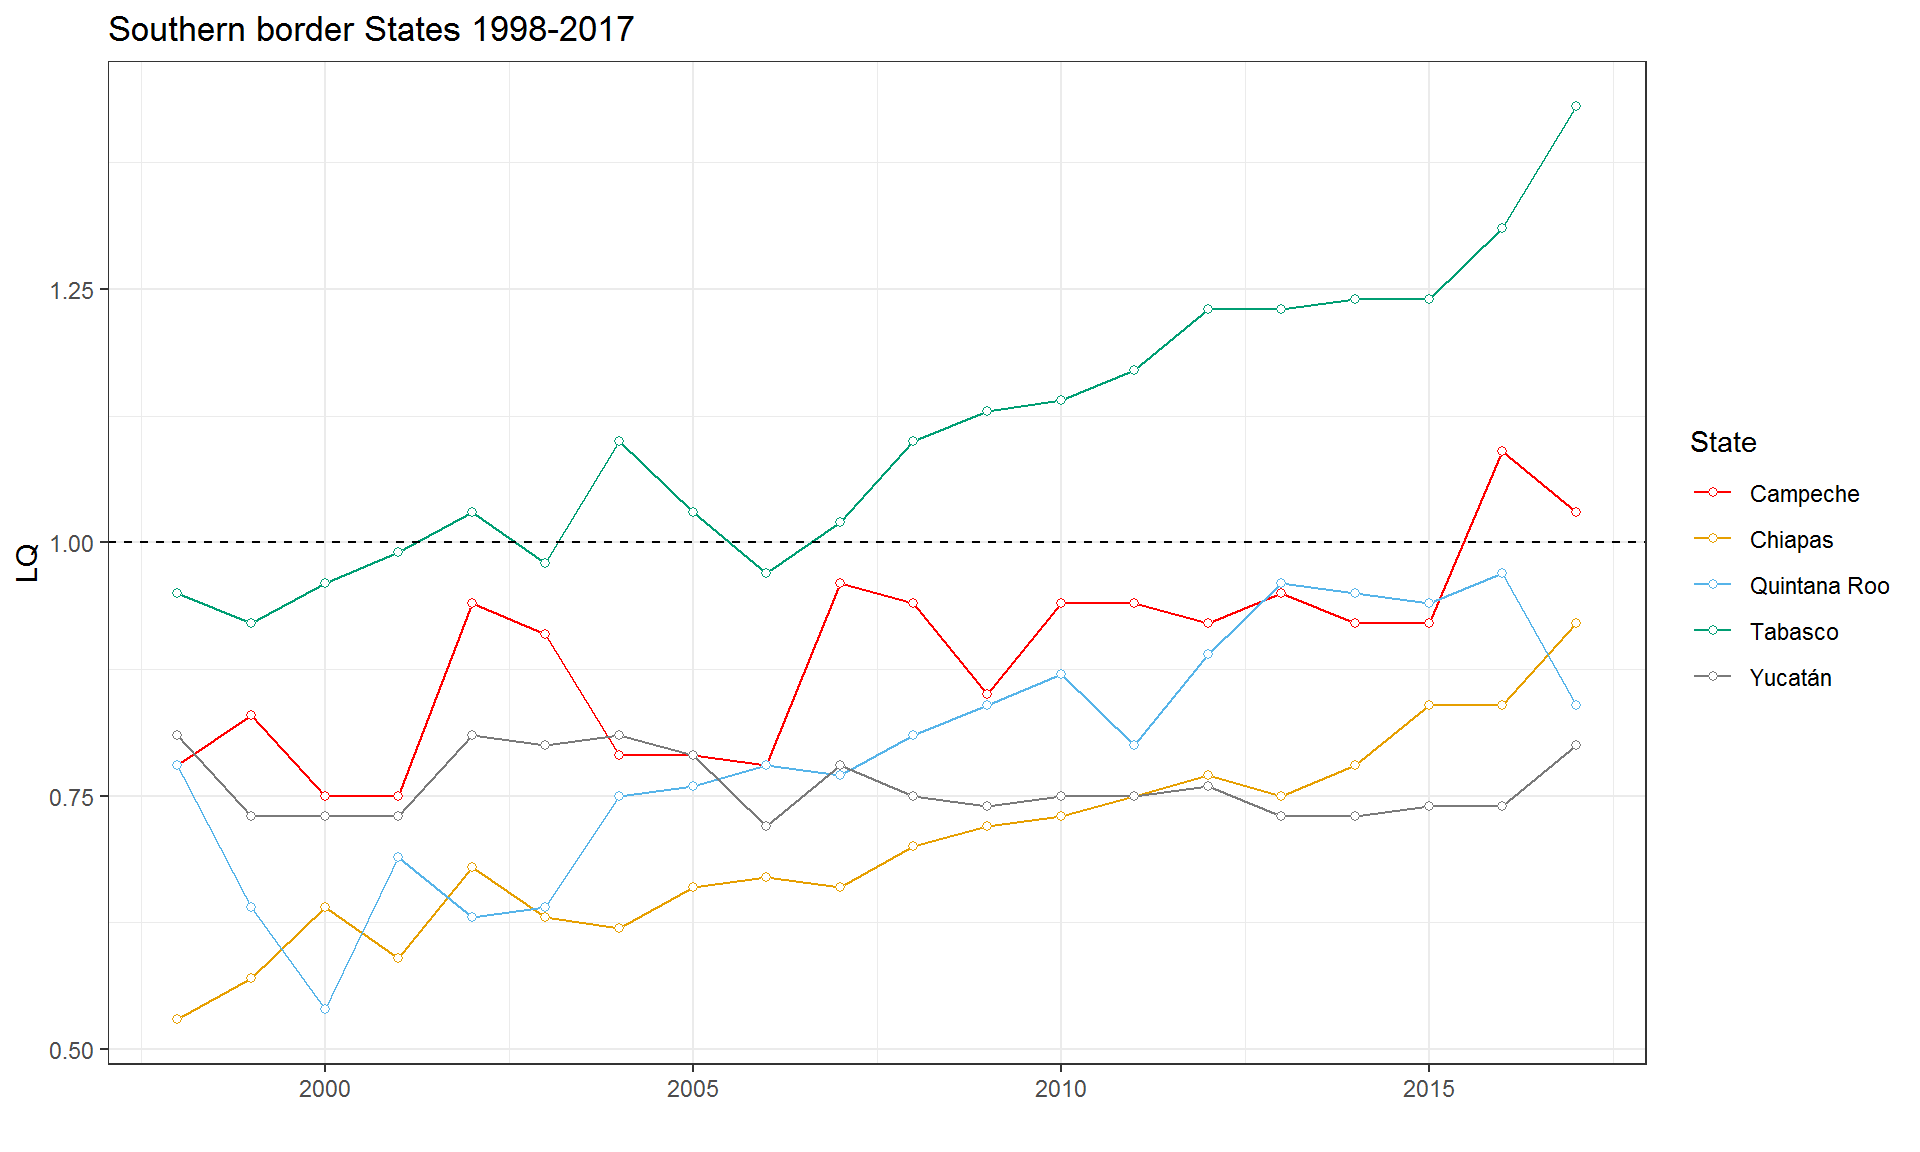 Southern border States 1998-2017
LQ
1.25
1.00
0.75
0.50
2000
2005
2010
2015
State
Campeche
Chiapas
Quintana Roo
Tabasco
Yucatán